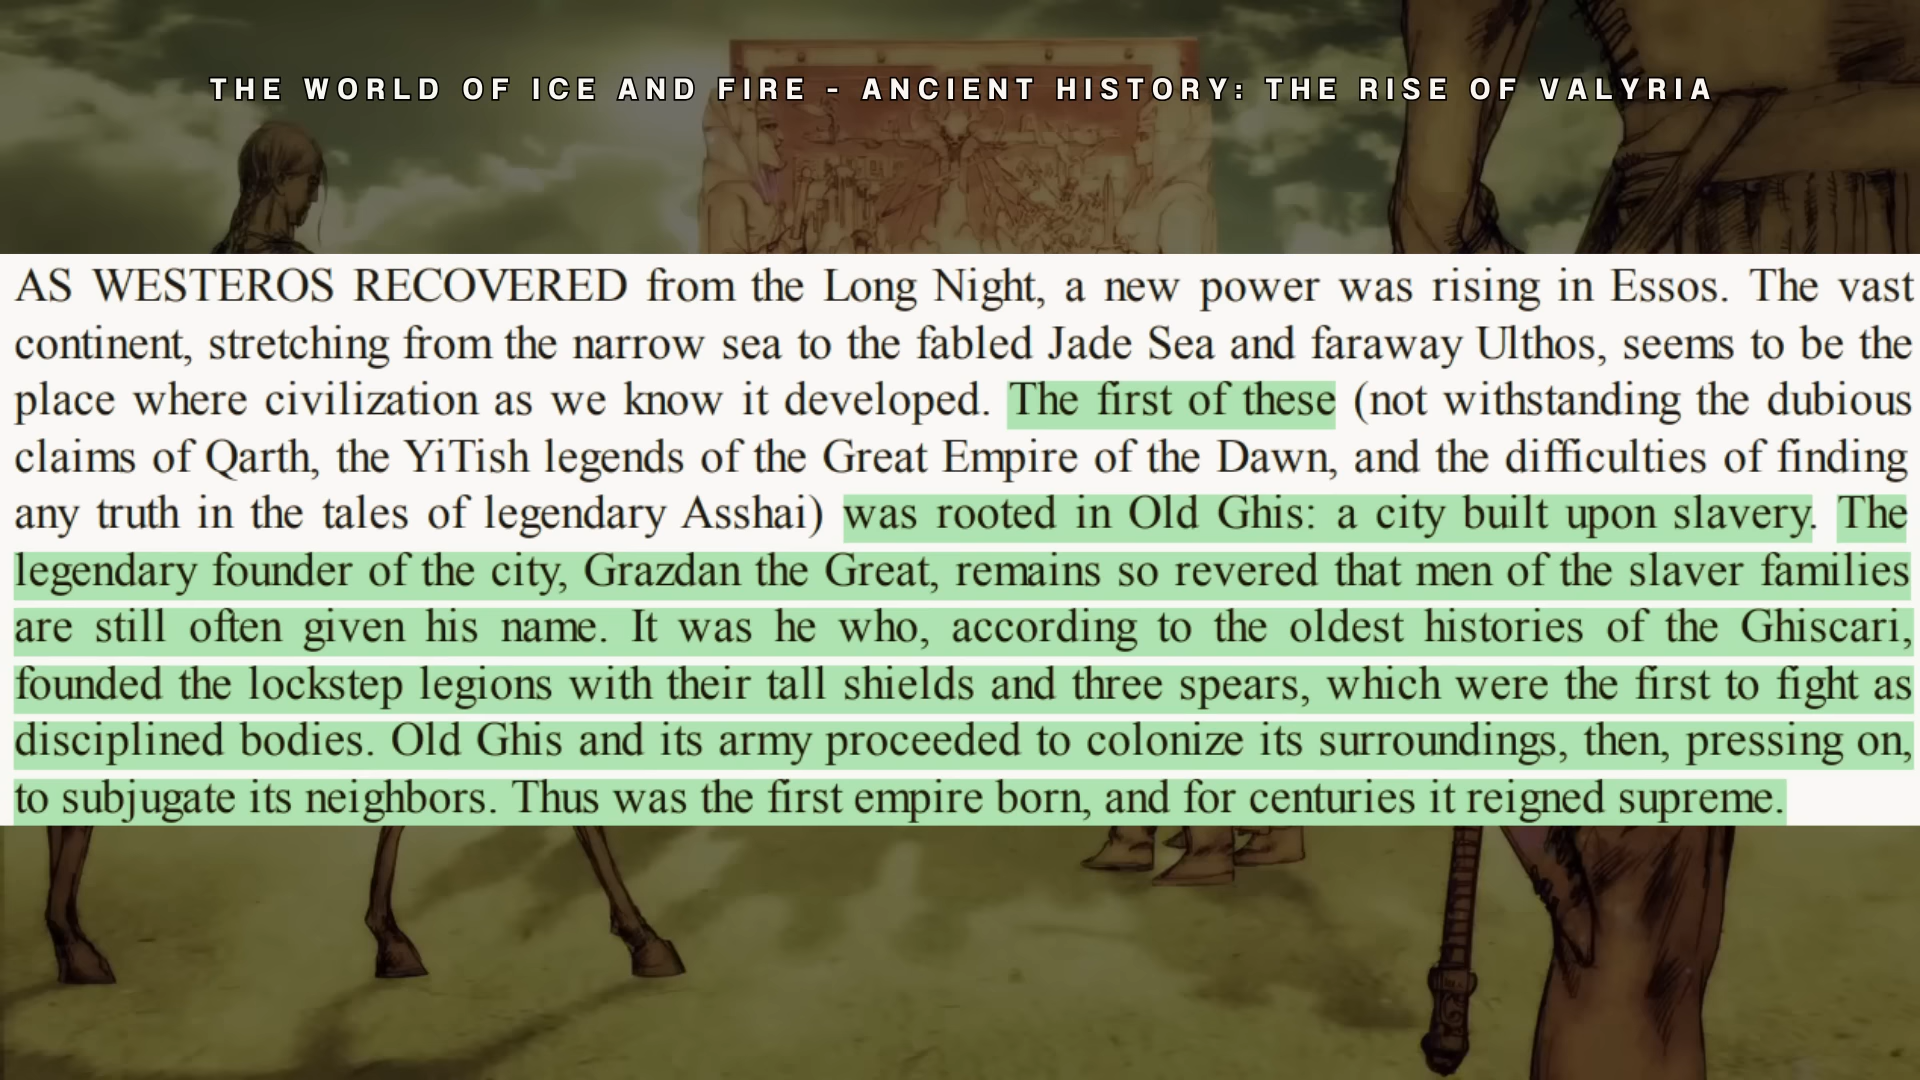 THE WORLD OF ICE AND FIRE - ANCIENT HISTORY: THE RISE OF VALYRIA
AS WESTEROS RECOVERED from the Long Night, a new power was rising in Essos. The vast
continent, stretching from the narrow sea to the fabled Jade Sea and faraway Ulthos, seems to be the
place where civilization as we know it developed. The first of these (not withstanding the dubious
claims of Qarth, the YiTish legends of the Great Empire of the Dawn, and the difficulties of finding
any truth in the tales of legendary Asshai) was rooted in Old Ghis: a city built upon slavery. The
legendary founder of the city, Grazdan the Great, remains so revered that men of the slaver families
are still often given his name. It was he who, according to the oldest histories of the Ghiscari,
founded the lockstep legions with their tall shields and three spears, which were the first to fight as
disciplined bodies. Old Ghis and its army proceeded to colonize its surroundings, then, pressing on,
to subjugate its neighbors. Thus was the first empire born, and for centuries it reigned supreme.